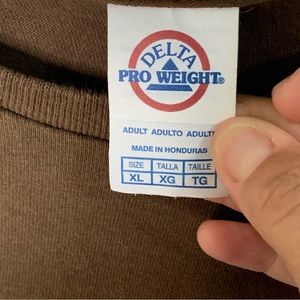 DELTA
PRO WEIGHT®
ADULT ADULTO ADULTE
MADE IN HONDURAS
SIZE TALLA TAILLE
XL XG TG